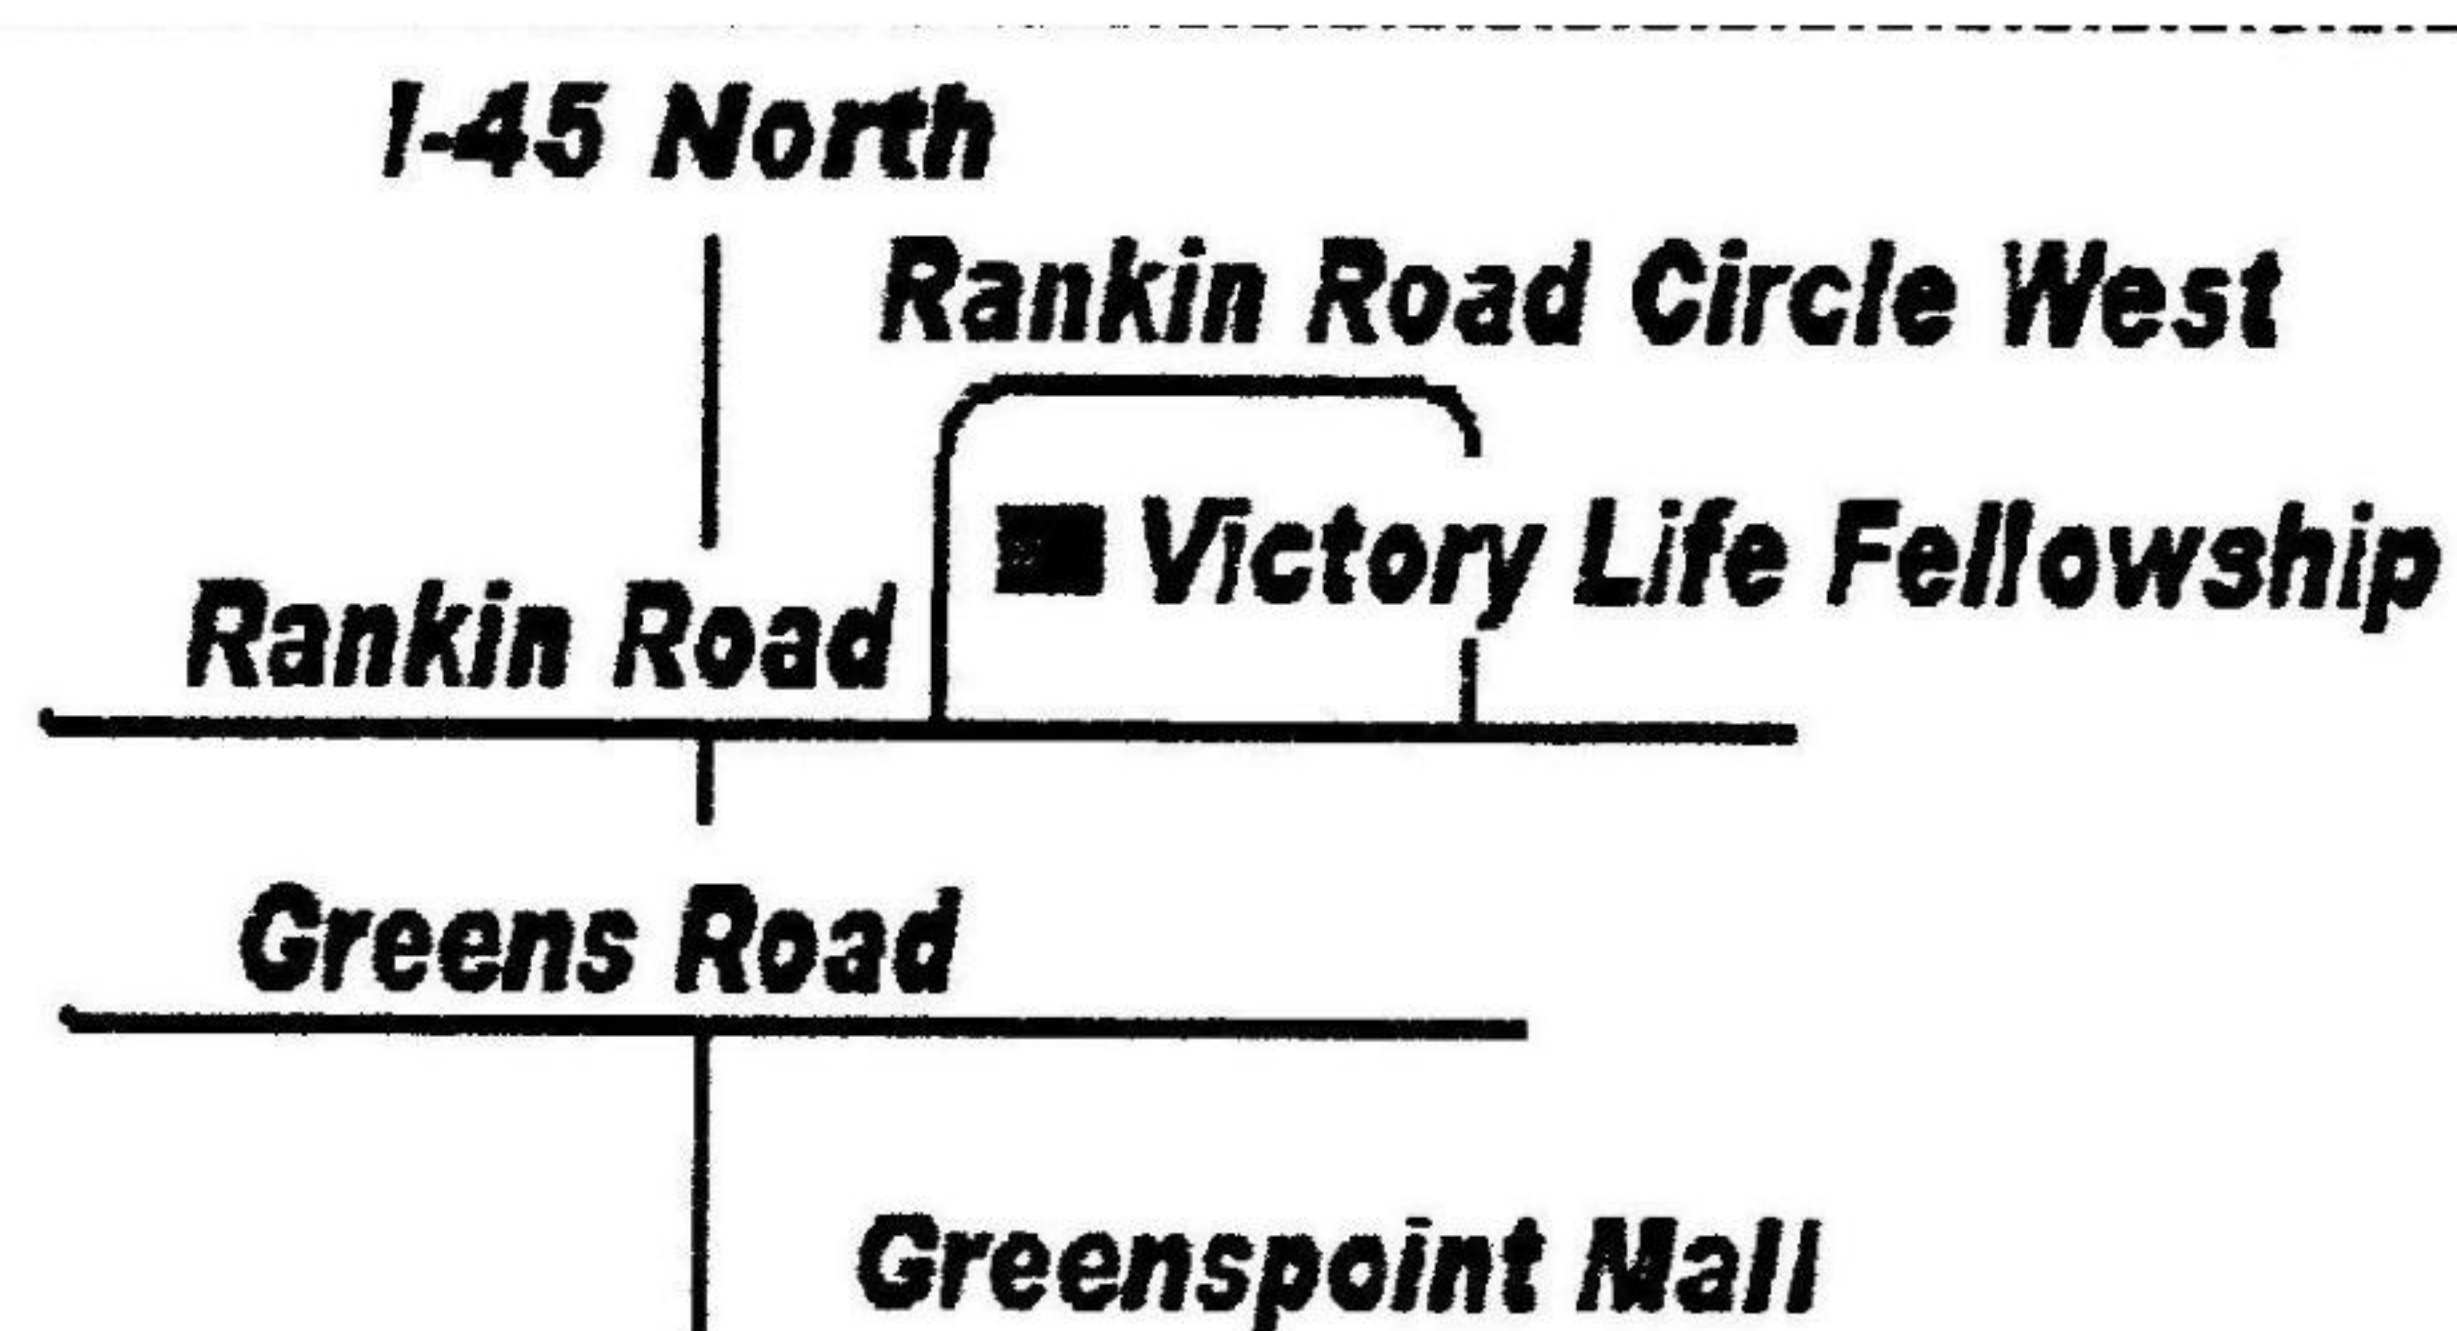 I-45 North
Rankin Road Circle West
Victory Life Fellowship
Rankin Road
Greens Road
Greenspoint Mall